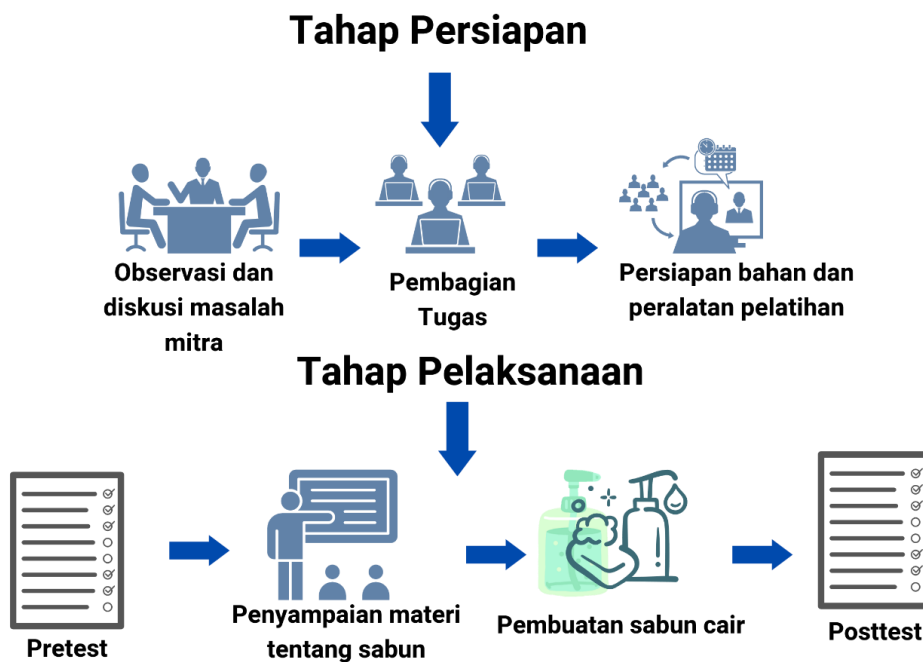 Tahap Persiapan
Observasi dan
diskusi masalah
mitra
Pembagian
Tugas
Persiapan bahan dan
peralatan pelatihan
Tahap Pelaksanaan
Pretest
Penyampaian materi
tentang sabun
Pembuatan sabun cair
Posttest